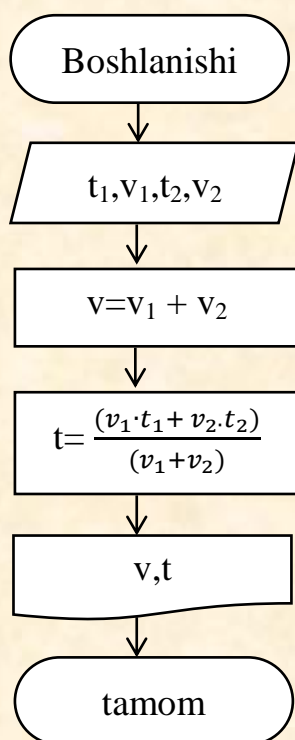 Boshlanishi
t₁,v₁,t₂,v₂
v=v₁ + v₂
t= (v₁·t₁+ v₂.t₂)/(v₁+v₂)
v,t
tamom